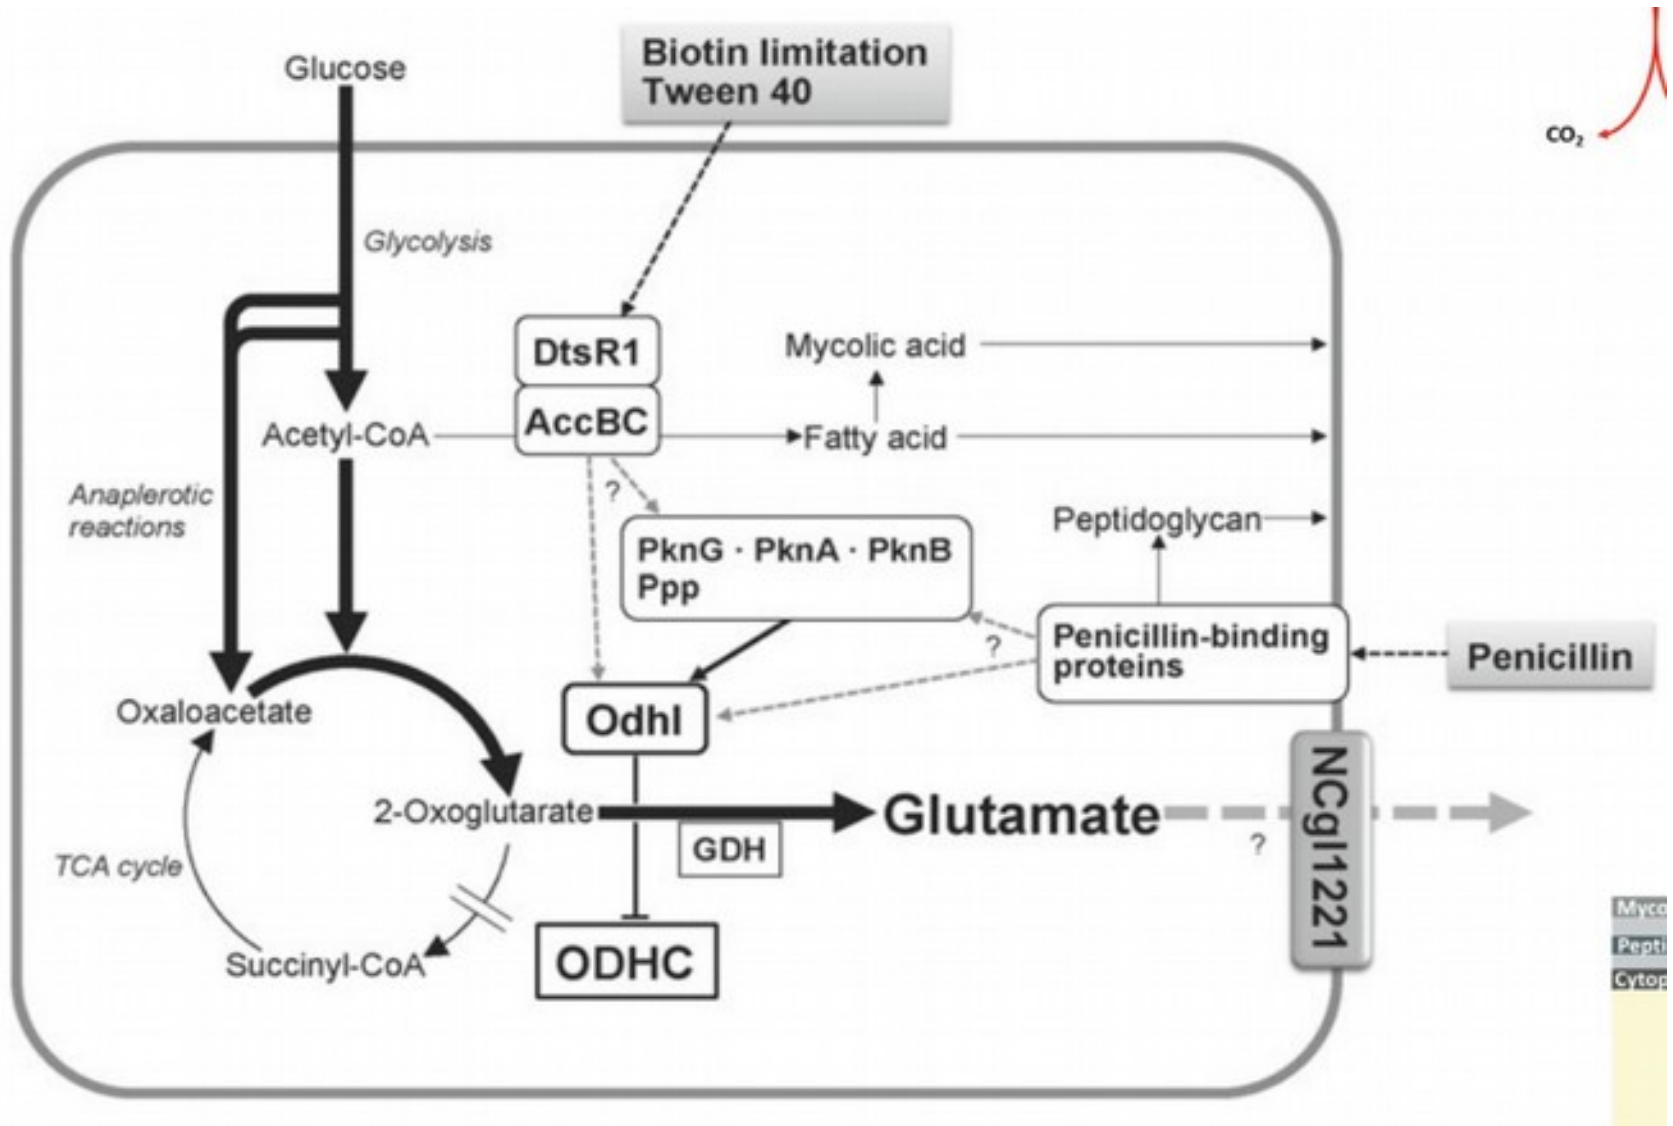 Glucose
Biotin limitation
Tween 40
CO₂
Glycolysis
DtsR1
AccBC
Mycolic acid
Acetyl-CoA
Fatty acid
Anaplerotic
reactions
?
Peptidoglycan
PknG · PknA · PknB
Ppp
Penicillin-binding
proteins
?
Penicillin
Oxaloacetate
OdhI
2-Oxoglutarate
GDH
Glutamate
?
NCgl1221
TCA cycle
Succinyl-CoA
ODHC